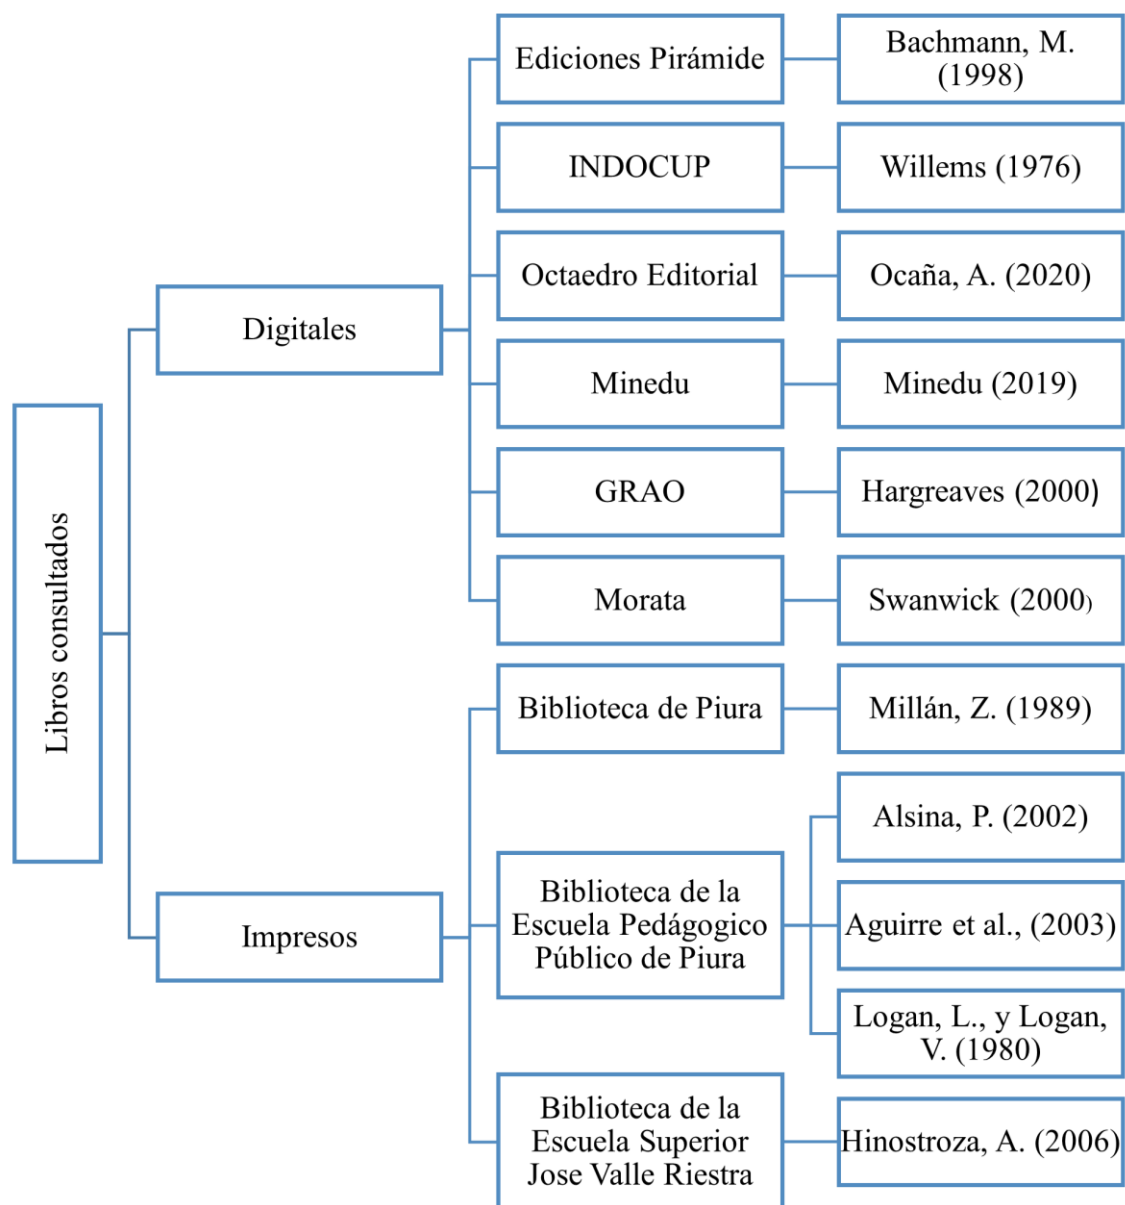 Libros consultados
Digitales
Ediciones Pirámide
Bachmann, M.
(1998)
INDOCUP
Willems (1976)
Octaedro Editorial
Ocaña, A. (2020)
Minedu
Minedu (2019)
GRAO
Hargreaves (2000)
Morata
Swanwick (2000)
Impresos
Biblioteca de Piura
Millán, Z. (1989)
Biblioteca de la
Escuela Pedágogico
Público de Piura
Alsina, P. (2002)
Aguirre et al., (2003)
Logan, L., y Logan,
V. (1980)
Biblioteca de la
Escuela Superior
Jose Valle Riestra
Hinostroza, A. (2006)